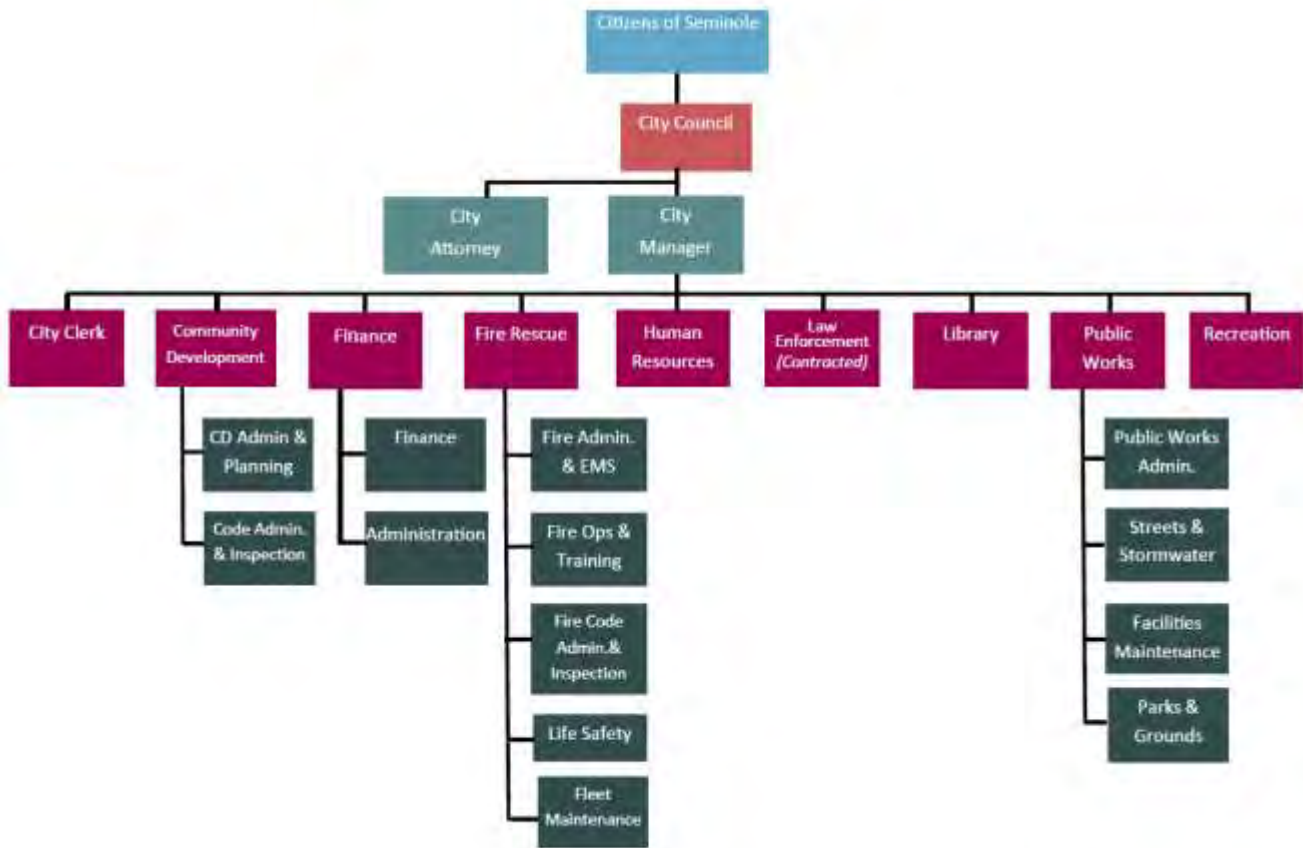 Citizens of Seminole
City Council
City
Attorney
City
Manager
City Clerk
Community
Development
Finance
Fire Rescue
Human
Resources
Law
Enforcement
(Contracted)
Library
Public
Works
Recreation
CD Admin &
Planning
Code Admin.
& Inspection
Finance
Administration
Fire Admin.
& EMS
Fire Ops &
Training
Fire Code
Admin.&
Inspection
Life Safety
Fleet
Maintenance
Public Works
Admin.
Streets &
Stormwater
Facilities
Maintenance
Parks &
Grounds